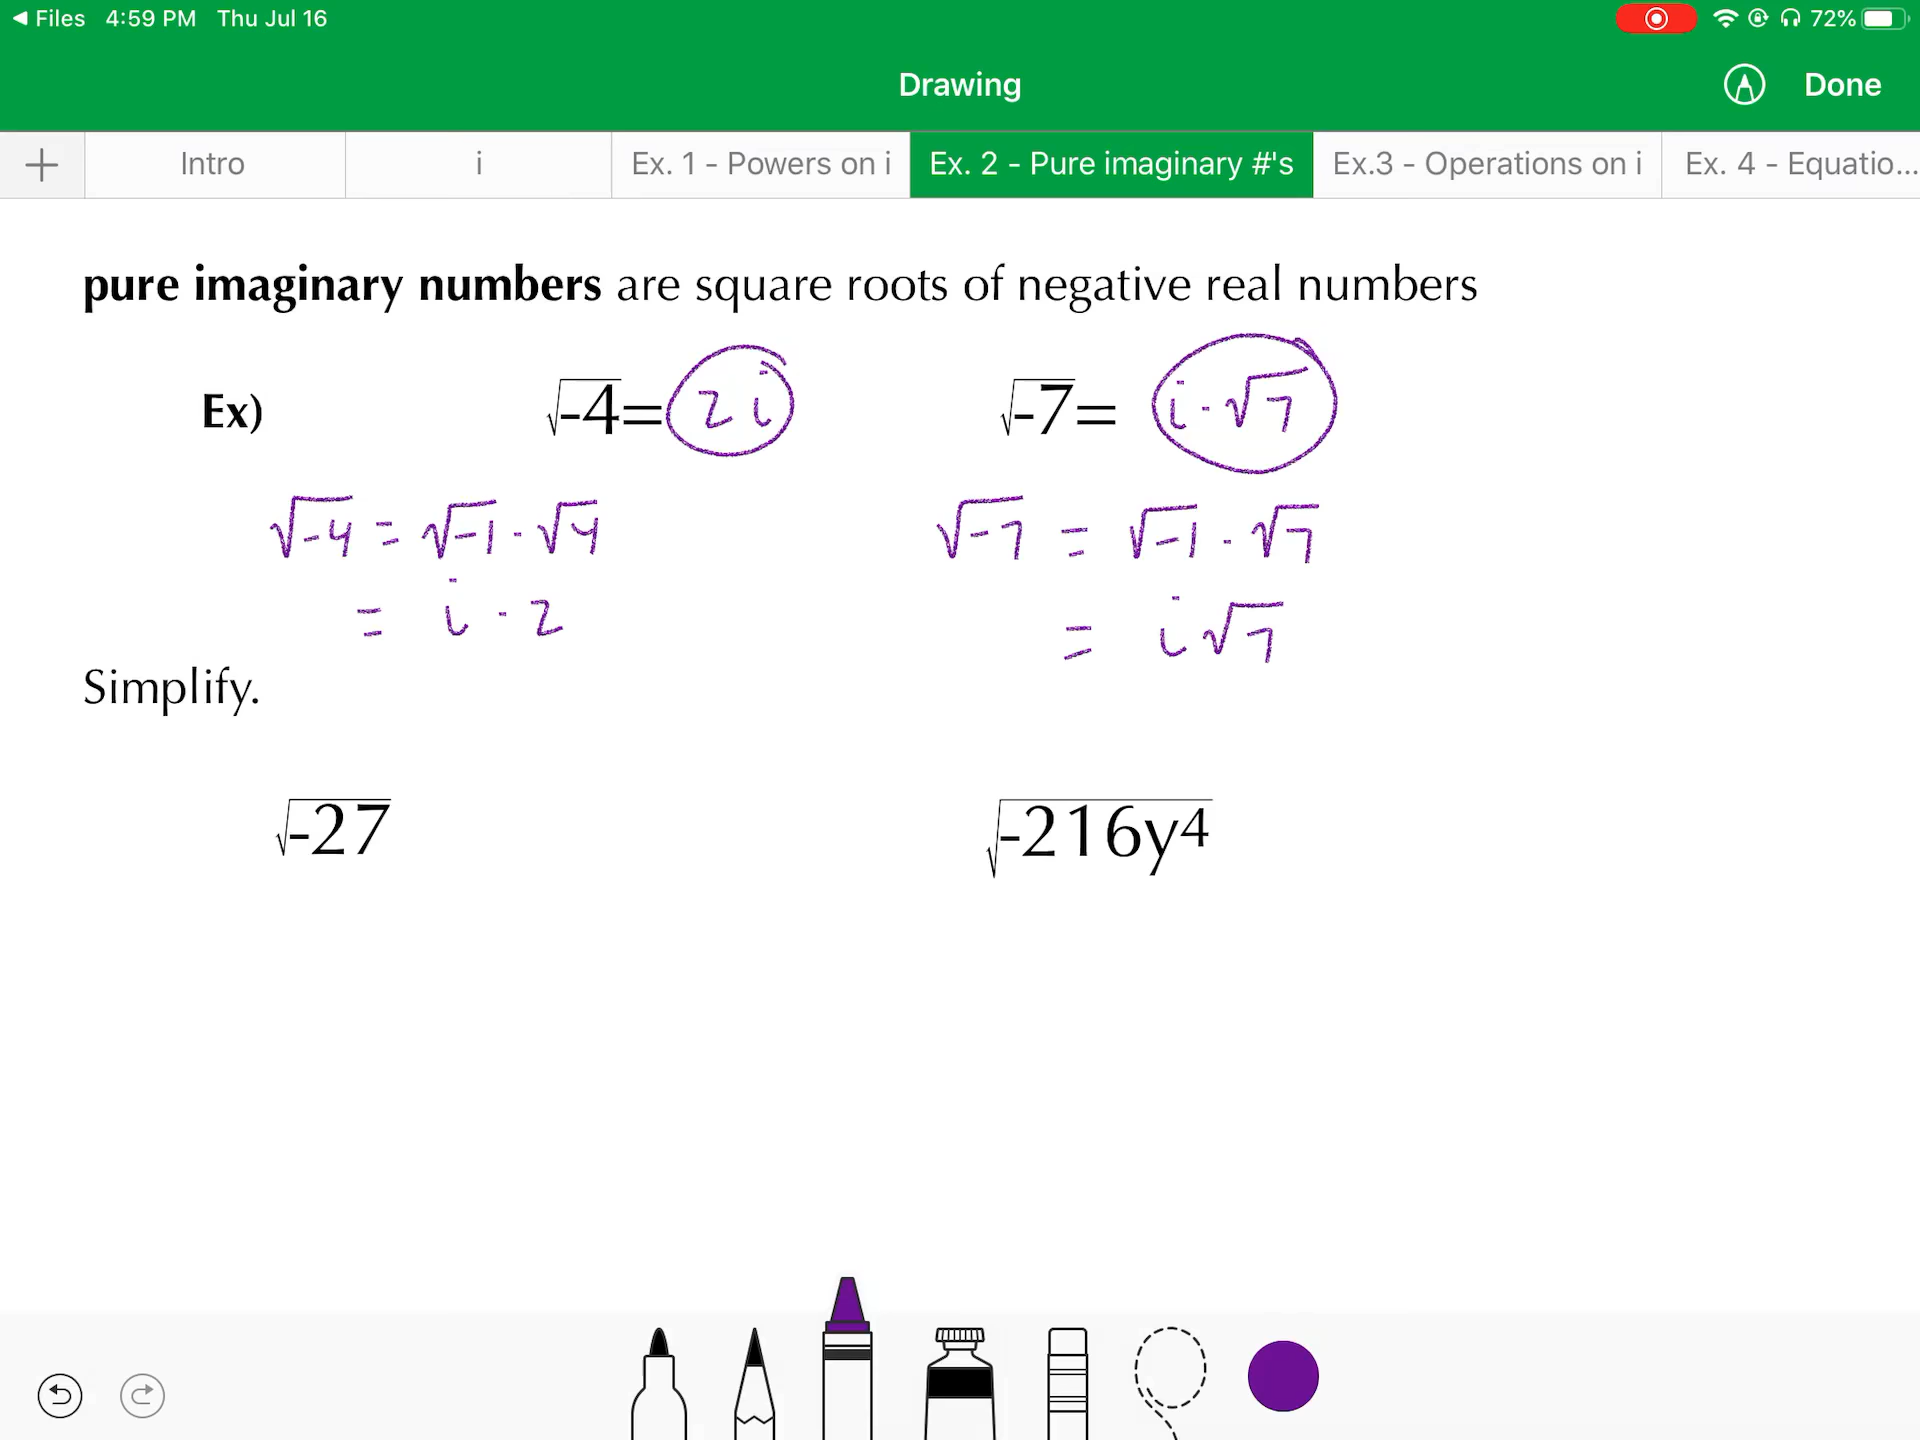 Files 4:59 PM Thu Jul 16 72%
Drawing Done
Intro i Ex. 1 - Powers on i Ex. 2 - Pure imaginary #'s Ex.3 - Operations on i Ex. 4 - Equatio...
pure imaginary numbers are square roots of negative real numbers
Ex) √-4 = 2i √-7 = i·√7
√-4 = √-1 · √4 √-7 = √-1 · √7
= i · 2 = i√7
Simplify.
√-27 √-216y⁴